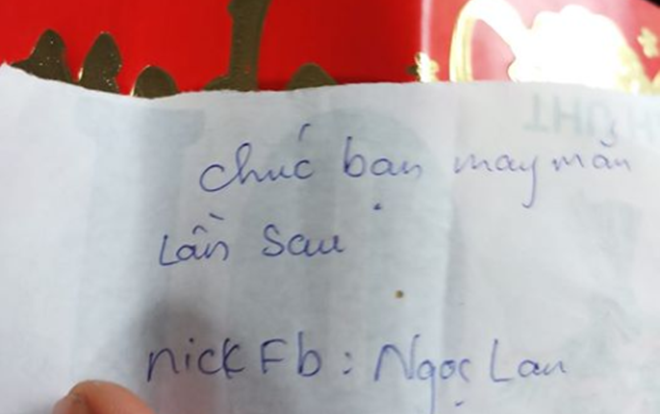 chúc bạn may mắn
Lần sau
nick Fb : Ngọc Lan